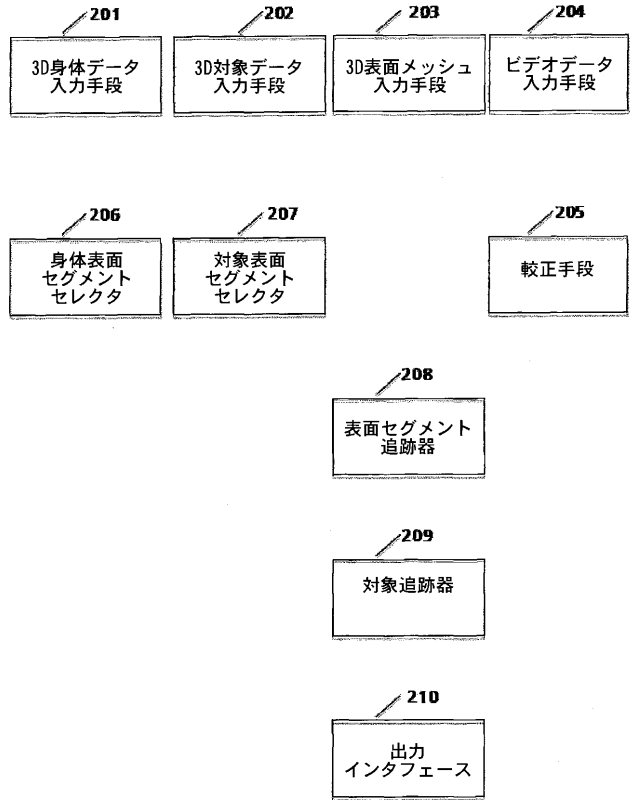 201
3D身体データ
入力手段
202
3D対象データ
入力手段
203
3D表面メッシュ
入力手段
204
ビデオデータ
入力手段
206
身体表面
セグメント
セレクタ
207
対象表面
セグメント
セレクタ
205
較正手段
208
表面セグメント
追跡器
209
対象追跡器
210
出力
インタフェース